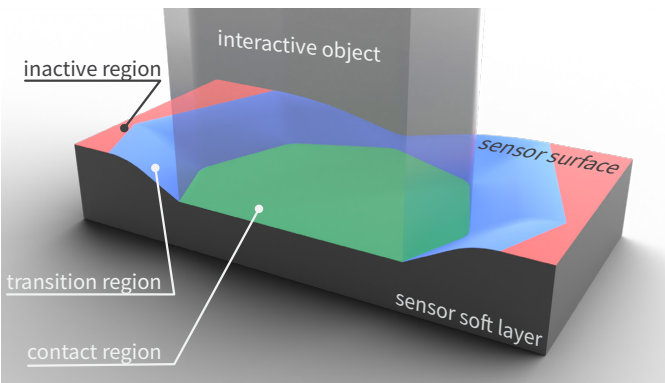 interactive object
inactive region
sensor surface
transition region
sensor soft layer
contact region